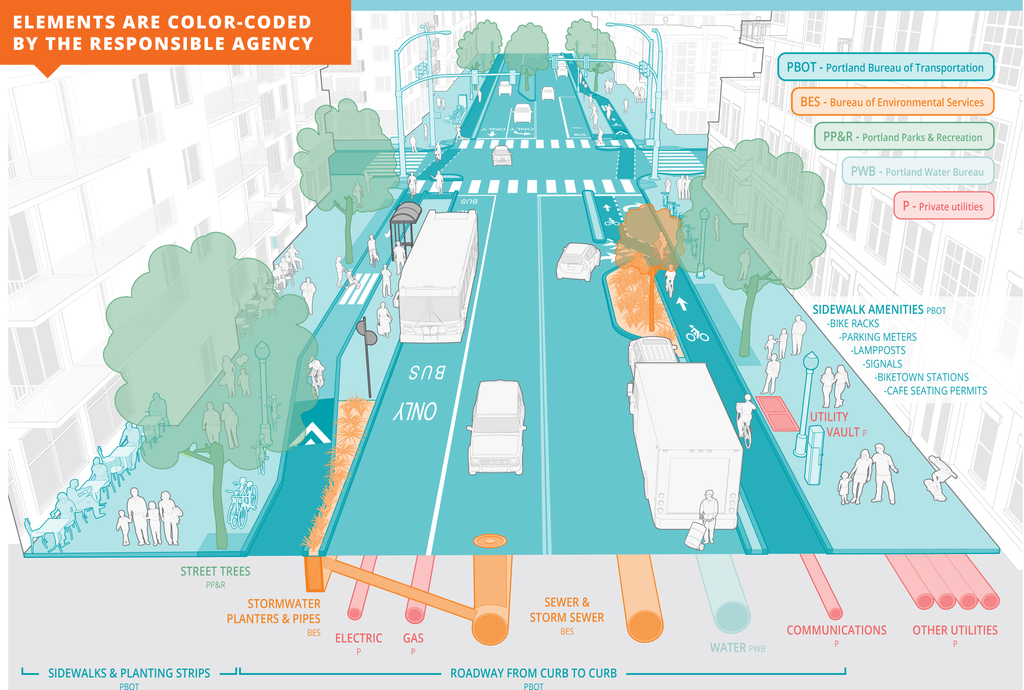 ELEMENTS ARE COLOR-CODED
BY THE RESPONSIBLE AGENCY
PBOT - Portland Bureau of Transportation
BES - Bureau of Environmental Services
PP&R - Portland Parks & Recreation
PWB - Portland Water Bureau
P - Private utilities
BUS
SIDEWALK AMENITIES PBOT
-BIKE RACKS
-PARKING METERS
-LAMPPOSTS
-SIGNALS
-BIKETOWN STATIONS
-CAFE SEATING PERMITS
BUS
ONLY
UTILITY
VAULT P
STREET TREES
PP&R
STORMWATER
PLANTERS & PIPES
BES
ELECTRIC
P
GAS
P
SEWER &
STORM SEWER
BES
WATER PWB
COMMUNICATIONS
P
OTHER UTILITIES
P
SIDEWALKS & PLANTING STRIPS
PBOT
ROADWAY FROM CURB TO CURB
PBOT